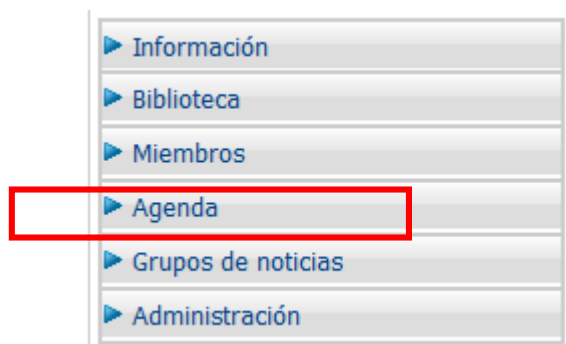 Información
Biblioteca
Miembros
Agenda
Grupos de noticias
Administración